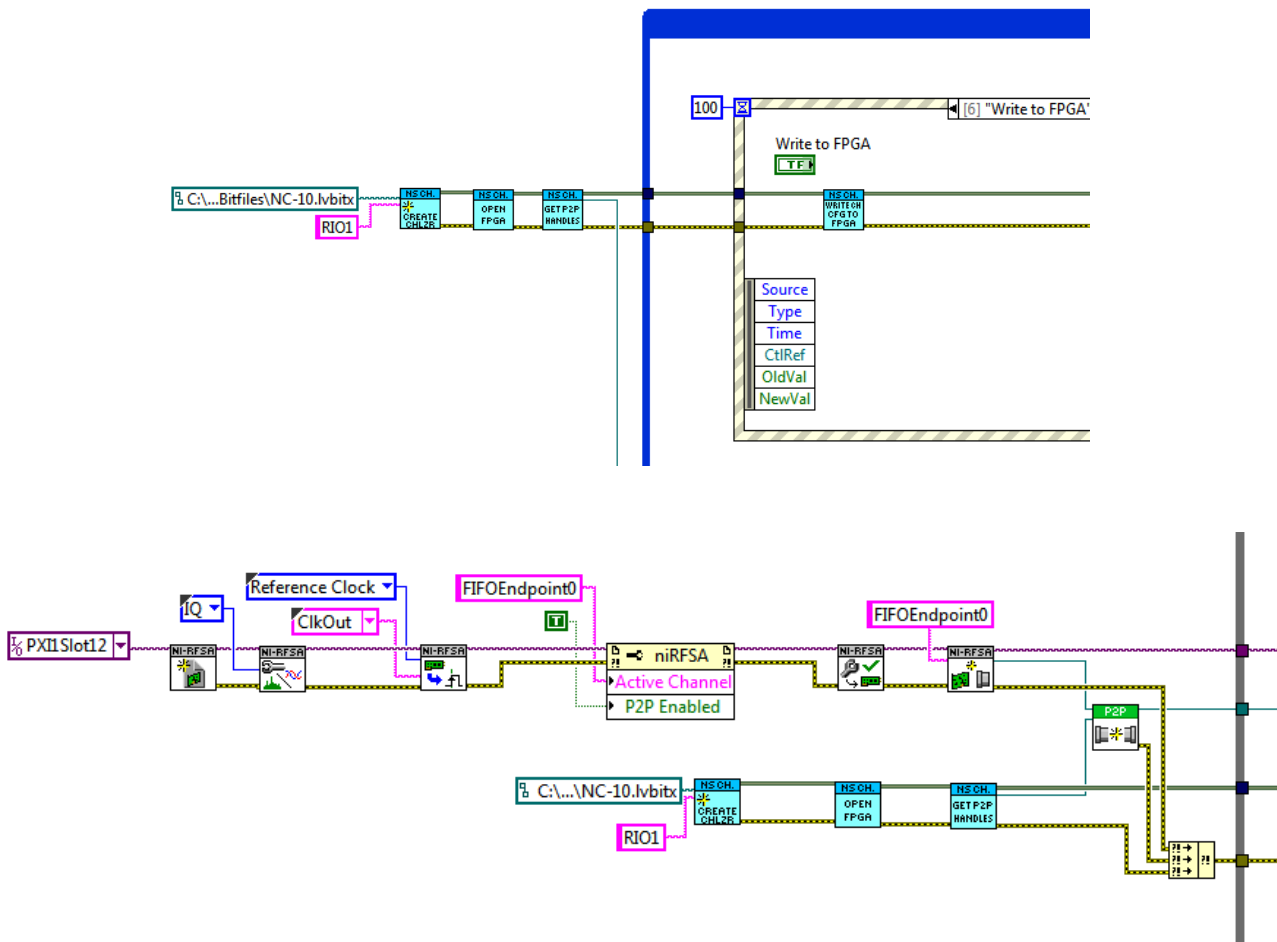 100
[6] "Write to FPGA"
Write to FPGA
TF
C:\...Bitfiles\NC-10.lvbitx
RIO1
NS CH.
CREATE
CHLZR
NS CH.
OPEN
FPGA
NS CH.
GET P2P
HANDLES
NS CH.
WRITE CH
CFG TO
FPGA
Source
Type
Time
CtlRef
OldVal
NewVal
Reference Clock
FIFOEndpoint0
IQ
ClkOut
T
FIFOEndpoint0
PXI1Slot12
NI-RFSA
NI-RFSA
NI-RFSA
niRFSA
Active Channel
P2P Enabled
NI-RFSA
NI-RFSA
P2P
C:\...\NC-10.lvbitx
RIO1
NS CH.
CREATE
CHLZR
NS CH.
OPEN
FPGA
NS CH.
GET P2P
HANDLES
?!
?!
?!
?!
?!
?!